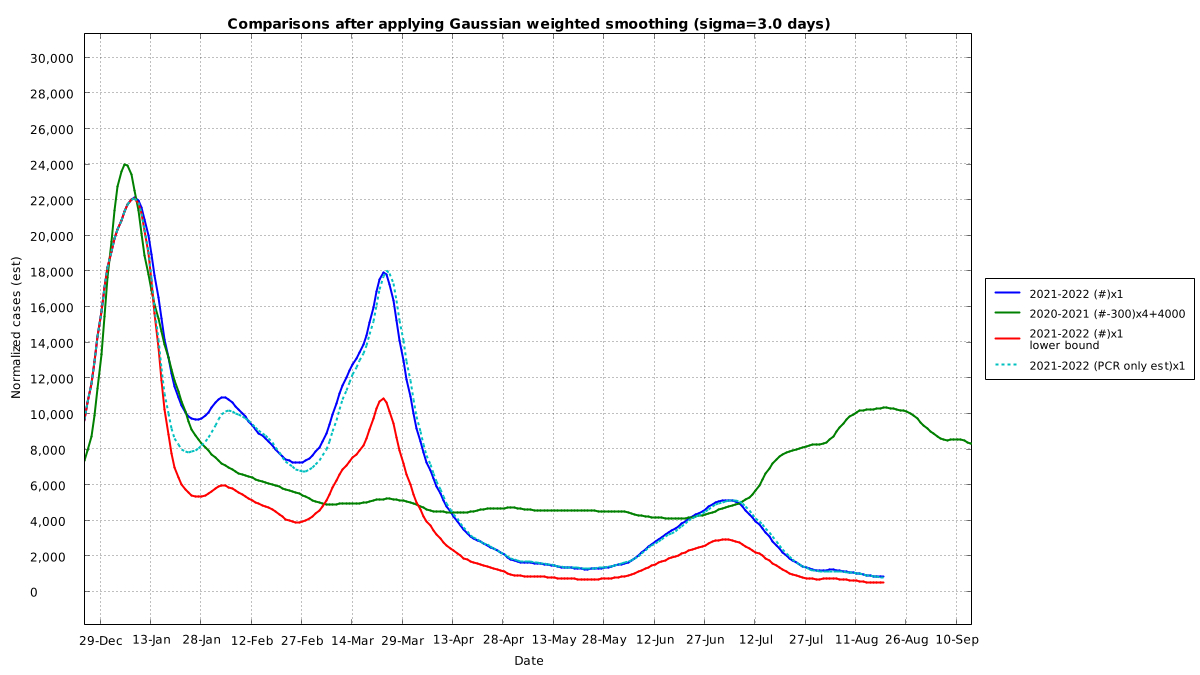 Comparisons after applying Gaussian weighted smoothing (sigma=3.0 days)
Normalized cases (est)
30,000
28,000
26,000
24,000
22,000
20,000
18,000
16,000
14,000
12,000
10,000
8,000
6,000
4,000
2,000
0
29-Dec 13-Jan 28-Jan 12-Feb 27-Feb 14-Mar 29-Mar 13-Apr 28-Apr 13-May 28-May 12-Jun 27-Jun 12-Jul 27-Jul 11-Aug 26-Aug 10-Sep
Date
2021-2022 (#)x1
2020-2021 (#-300)x4+4000
2021-2022 (#)x1
lower bound
2021-2022 (PCR only est)x1